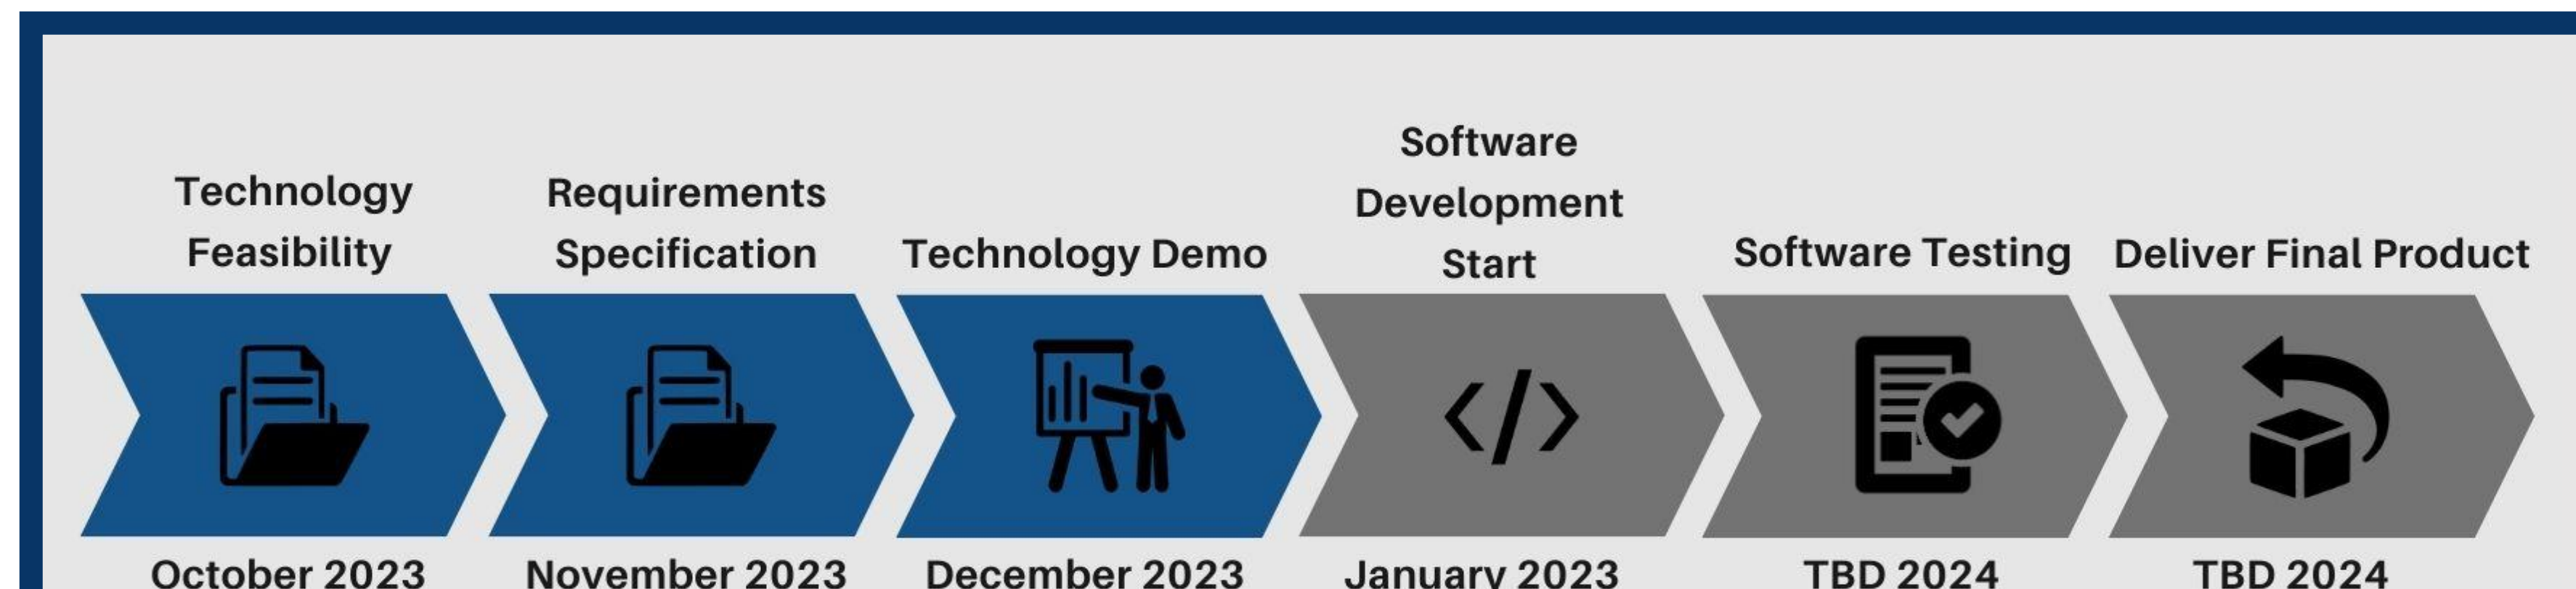 Technology
Feasibility
Requirements
Specification
Technology Demo
Software
Development
Start
Software Testing
Deliver Final Product
October 2023
November 2023
December 2023
January 2023
TBD 2024
TBD 2024